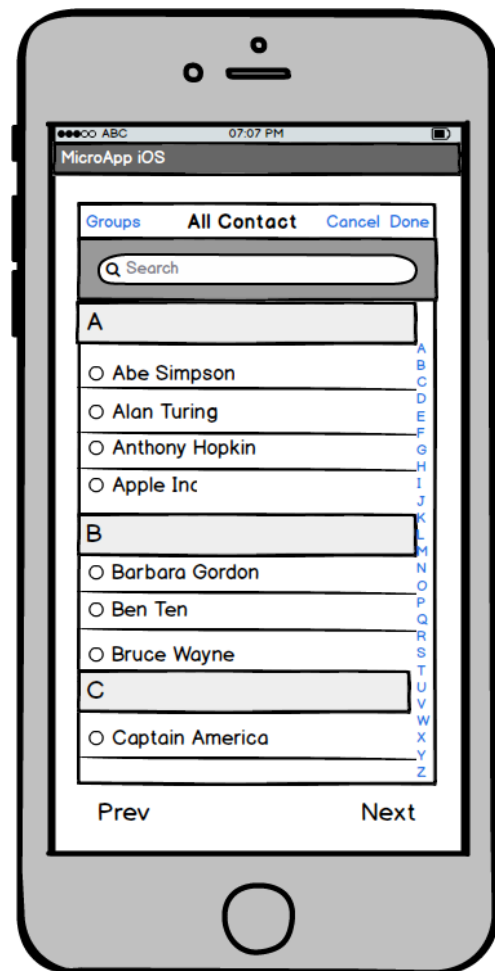 ABC 07:07 PM
MicroApp iOS
Groups All Contact Cancel Done
Search
A
Abe Simpson
Alan Turing
Anthony Hopkin
Apple Inc
B
Barbara Gordon
Ben Ten
Bruce Wayne
C
Captain America
A
B
C
D
E
F
G
H
I
J
K
L
M
N
O
P
Q
R
S
T
U
V
W
X
Y
Z
Prev Next